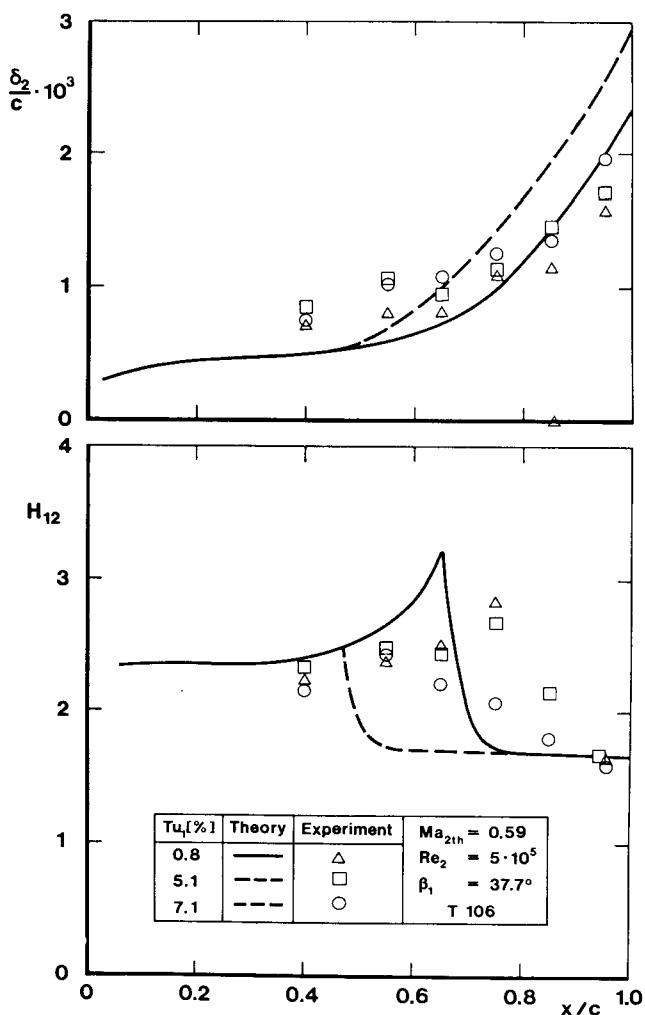 3
δ₂/c · 10³
2
1
0
4
H₁₂
3
2
1
0
Tu₁[%] Theory Experiment
0.8
5.1
7.1
Ma₂th = 0.59
Re₂ = 5·10⁵
β₁ = 37.7°
T 106
0 0.2 0.4 0.6 0.8 1.0
x/c